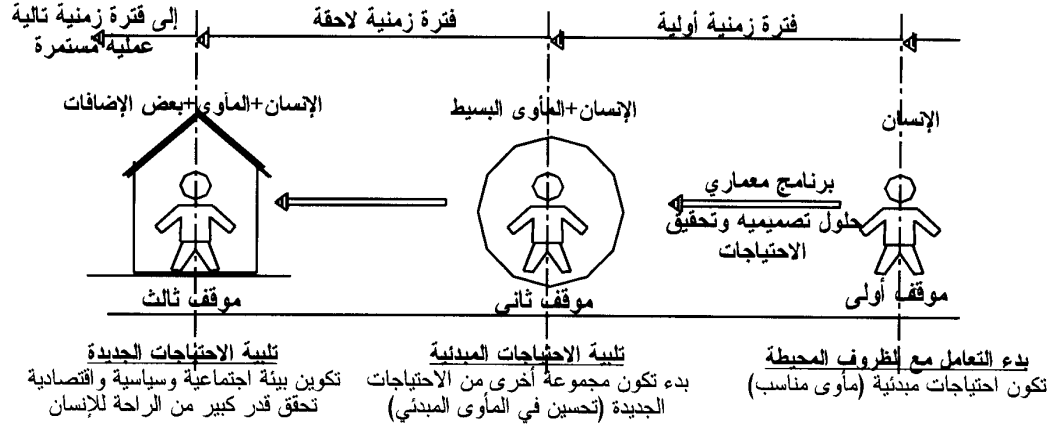 فترة زمنية أولية
فترة زمنية لاحقة
إلى فترة زمنية تالية
عمليه مستمرة
الإنسان
الإنسان+المأوى البسيط
الإنسان+المأوى+بعض الإضافات
برنامج معماري
حلول تصميميه وتحقيق
الاحتياجات
موقف أولى
موقف ثاني
موقف ثالث
بدء التعامل مع الظروف المحيطة
تكون احتياجات مبدئية (مأوى مناسب)
تلبية الاحتياجات المبدئية
بدء تكون مجموعة أخرى من الاحتياجات
الجديدة (تحسين في المأوى المبدئي)
تلبية الاحتياجات الجديدة
تكوين بيئة اجتماعية وسياسية واقتصادية
تحقق قدر كبير من الراحة للإنسان